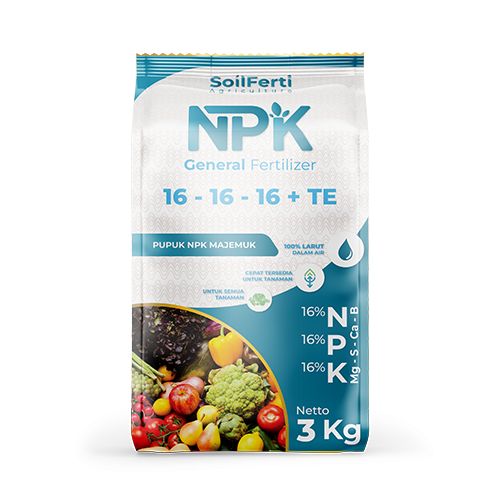 SoilFerti
Agriculture
NPK
General Fertilizer
16 - 16 - 16 + TE
PUPUK NPK MAJEMUK
100% LARUT
DALAM AIR
CEPAT TERSEDIA
UNTUK TANAMAN
UNTUK SEMUA
TANAMAN
16% N
16% P
16% K
Mg - S - Ca - B
Netto
3 Kg